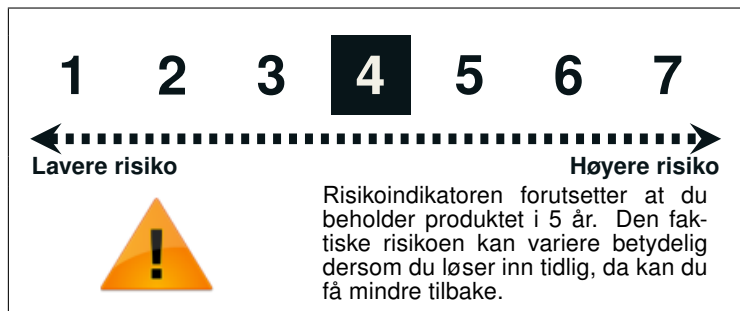 1 2 3 4 5 6 7
Lavere risiko Høyere risiko
Risikoindikatoren forutsetter at du
beholder produktet i 5 år. Den fak-
tiske risikoen kan variere betydelig
dersom du løser inn tidlig, da kan du
få mindre tilbake.